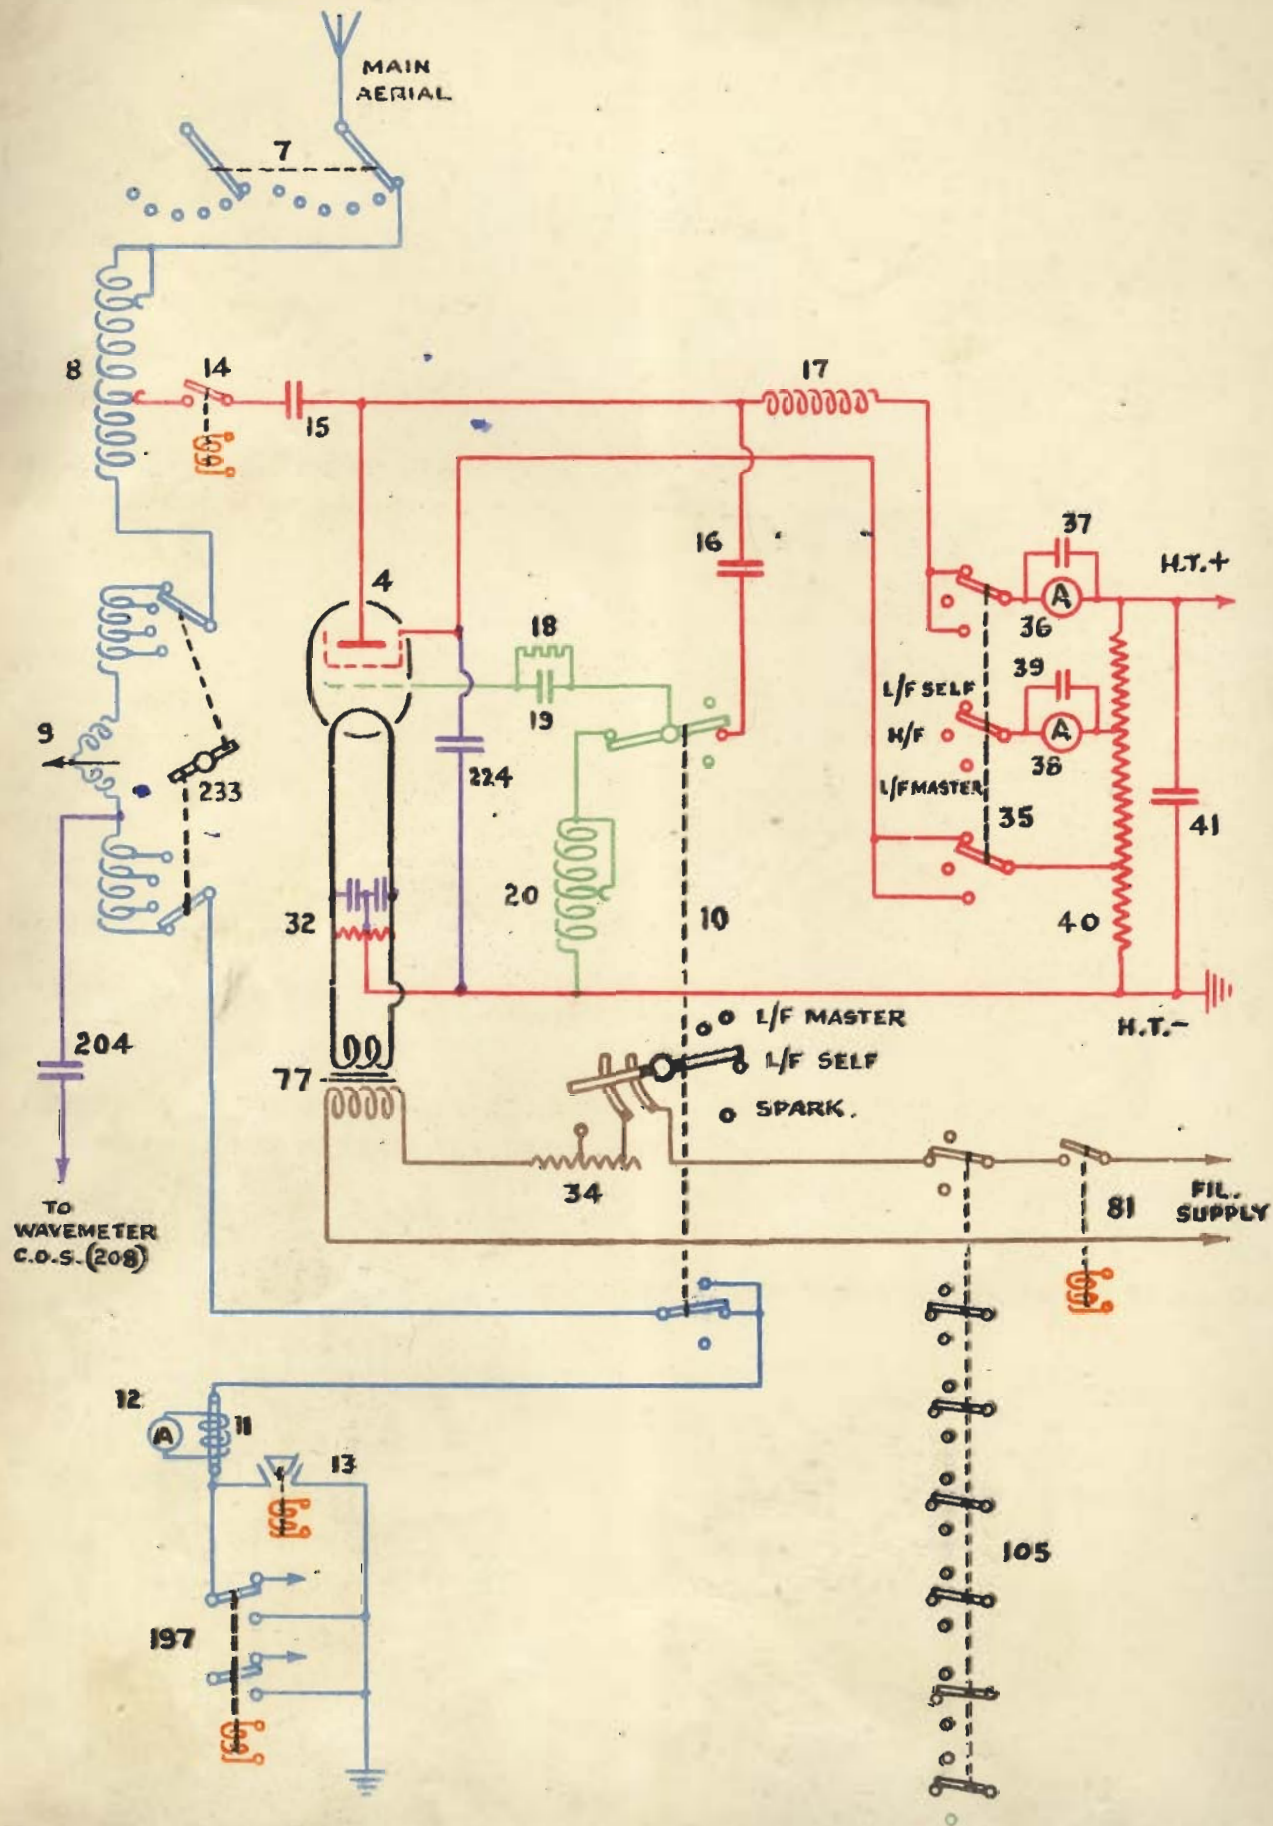 MAIN
AERIAL
7
8
14
15
17
16
37
H.T.+
4
A
36
18
39
L/F SELF
19
9
H/F
A
38
233
224
L/F MASTER
35
41
20
32
10
40
204
L/F MASTER
H.T.-
77
L/F SELF
SPARK.
34
TO
WAVEMETER
C.O.S.(208)
81
FIL.
SUPPLY
12
A
11
13
105
197